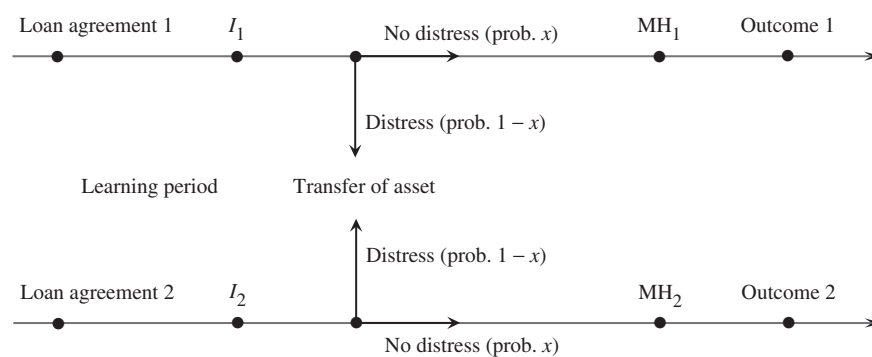 Loan agreement 1 I₁ No distress (prob. x) MH₁ Outcome 1
Distress (prob. 1 − x)
Learning period Transfer of asset
Distress (prob. 1 − x)
Loan agreement 2 I₂ MH₂ Outcome 2
No distress (prob. x)